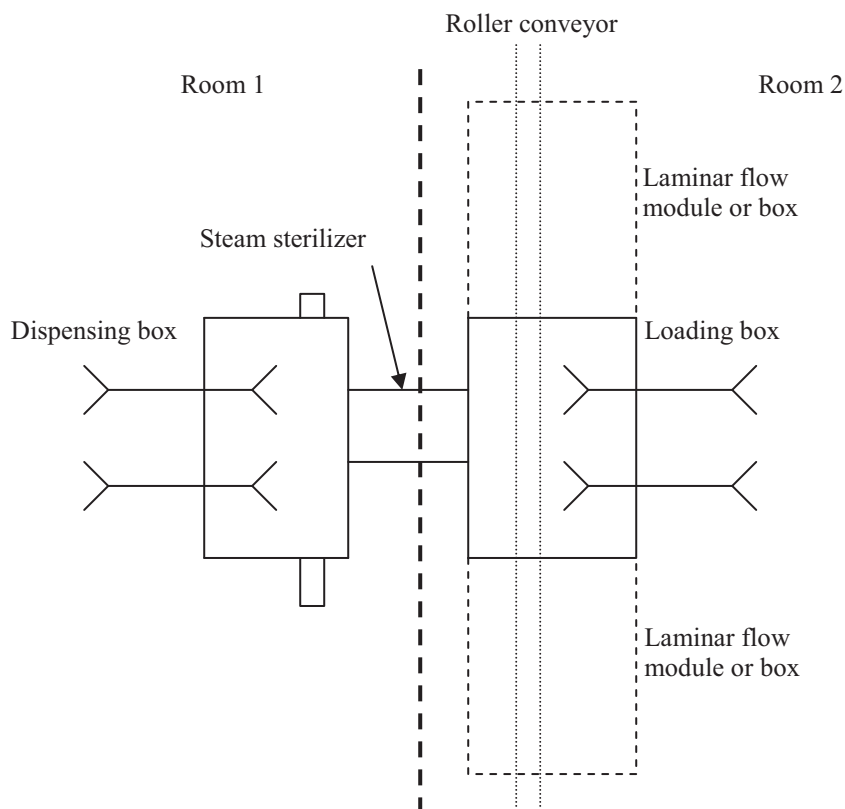 Roller conveyor
Room 1
Room 2
Laminar flow
module or box
Steam sterilizer
Dispensing box
Loading box
Laminar flow
module or box